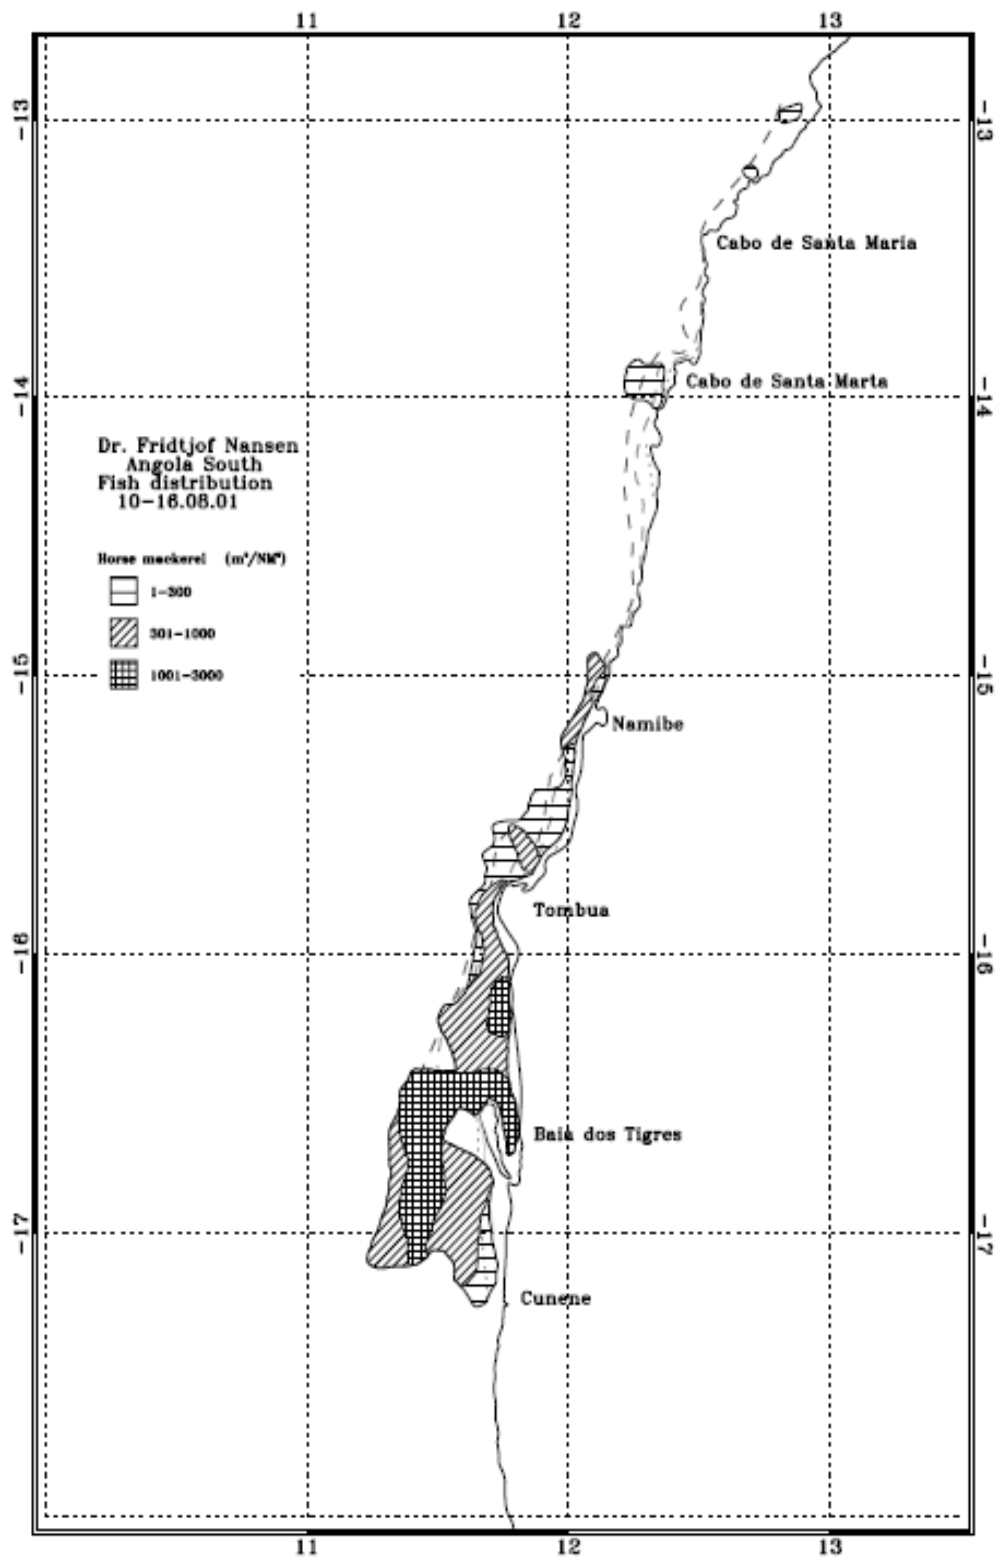 11 12 13
-13 -13
Cabo de Santa Maria
Cabo de Santa Marta
-14 -14
Dr. Fridtjof Nansen
Angola South
Fish distribution
10-16.08.01
Horse mackerel (m²/NM²)
1-300
301-1000
1001-3000
-15 -15
Namibe
Tombua
-16 -16
Baia dos Tigres
-17 -17
Cunene
11 12 13